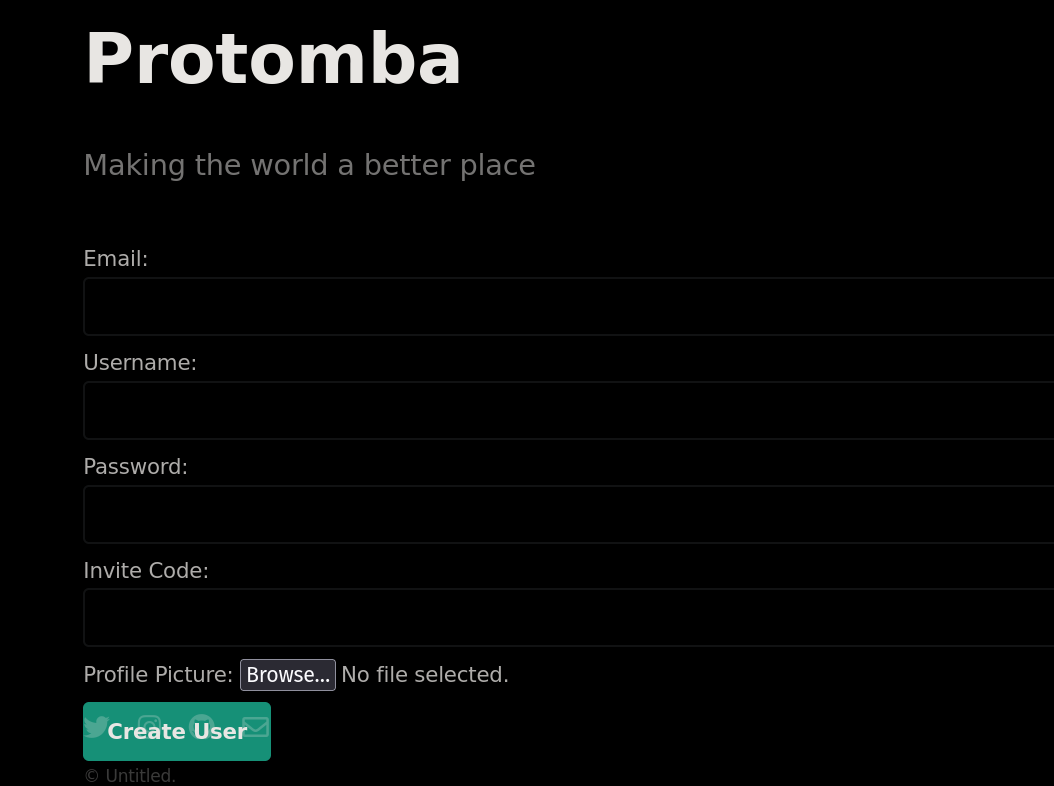 Protomba
Making the world a better place
Email:
Username:
Password:
Invite Code:
Profile Picture: Browse... No file selected.
Create User
© Untitled.